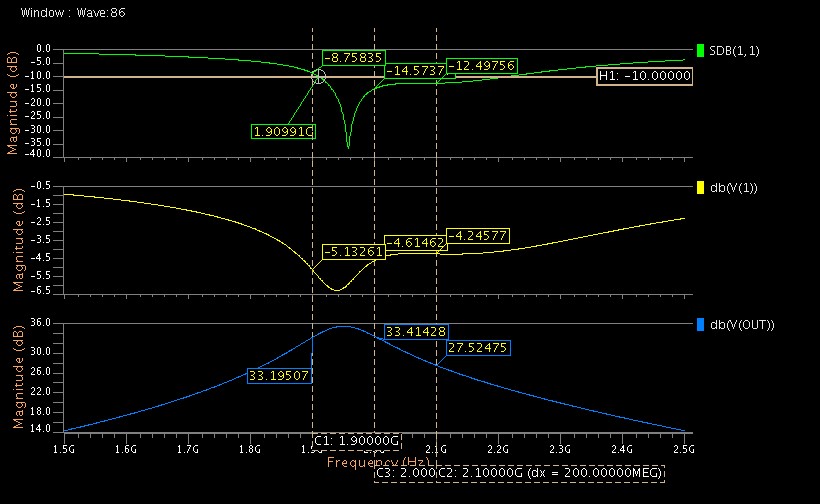 Window : Wave:86
Magnitude (dB)
0.0
-5.0
-10.0
-15.0
-20.0
-25.0
-30.0
-35.0
-40.0
-8.75835
-14.5737
-12.49756
1.90991G
H1: -10.00000
SDB(1,1)
Magnitude (dB)
-0.5
-1.5
-2.5
-3.5
-4.5
-5.5
-6.5
-5.13261
-4.61462
-4.24577
db(V(1))
Magnitude (dB)
36.0
30.0
26.0
22.0
18.0
14.0
33.19507
33.41428
27.52475
db(V(OUT))
C1: 1.90000G
1.5G 1.6G 1.7G 1.8G 2.1G 2.2G 2.3G 2.4G 2.5G
Frequency (Hz)
C3: 2.000 C2: 2.10000G (dx = 200.00000MEG)